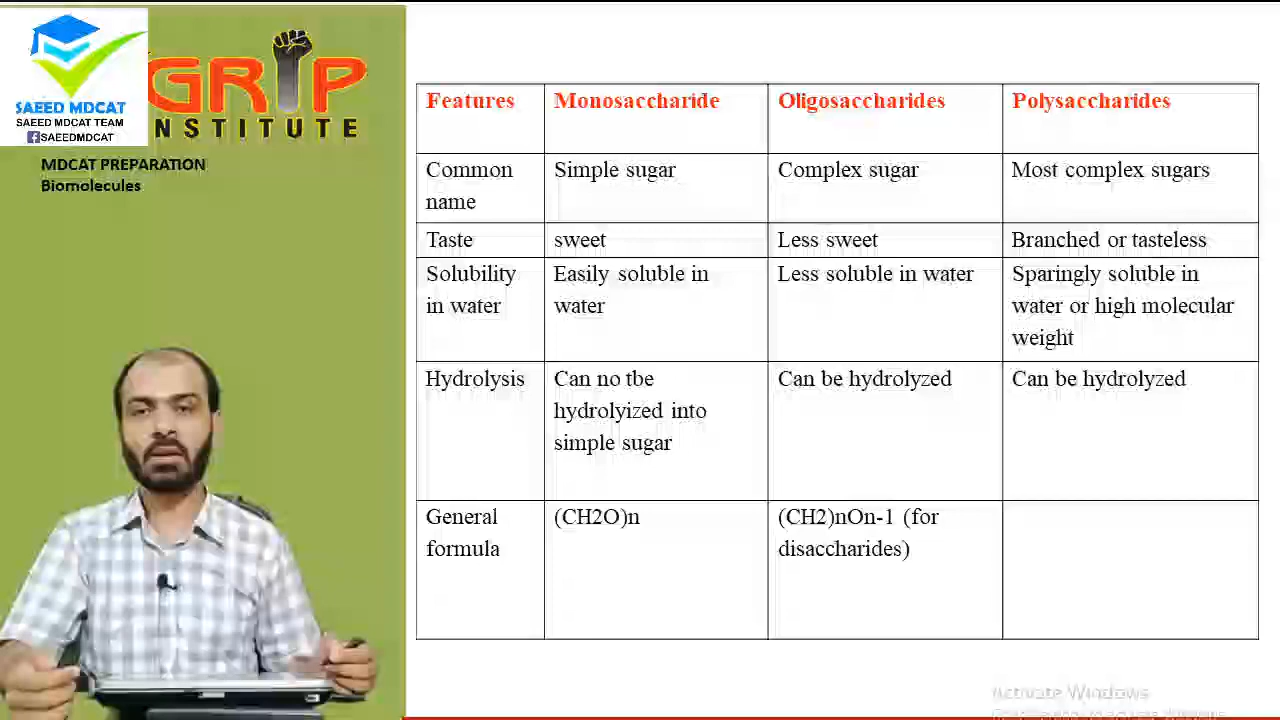 SAEED MDCAT
SAEED MDCAT TEAM
SAEEDMDCAT
GRIP
INSTITUTE
MDCAT PREPARATION
Biomolecules
Features Monosaccharide Oligosaccharides Polysaccharides
Common Simple sugar Complex sugar Most complex sugars
name
Taste sweet Less sweet Branched or tasteless
Solubility Easily soluble in Less soluble in water Sparingly soluble in
in water water water or high molecular
weight
Hydrolysis Can no tbe Can be hydrolyzed Can be hydrolyzed
hydrolyized into
simple sugar
General (CH2O)n (CH2)nOn-1 (for
formula disaccharides)
Activate Windows